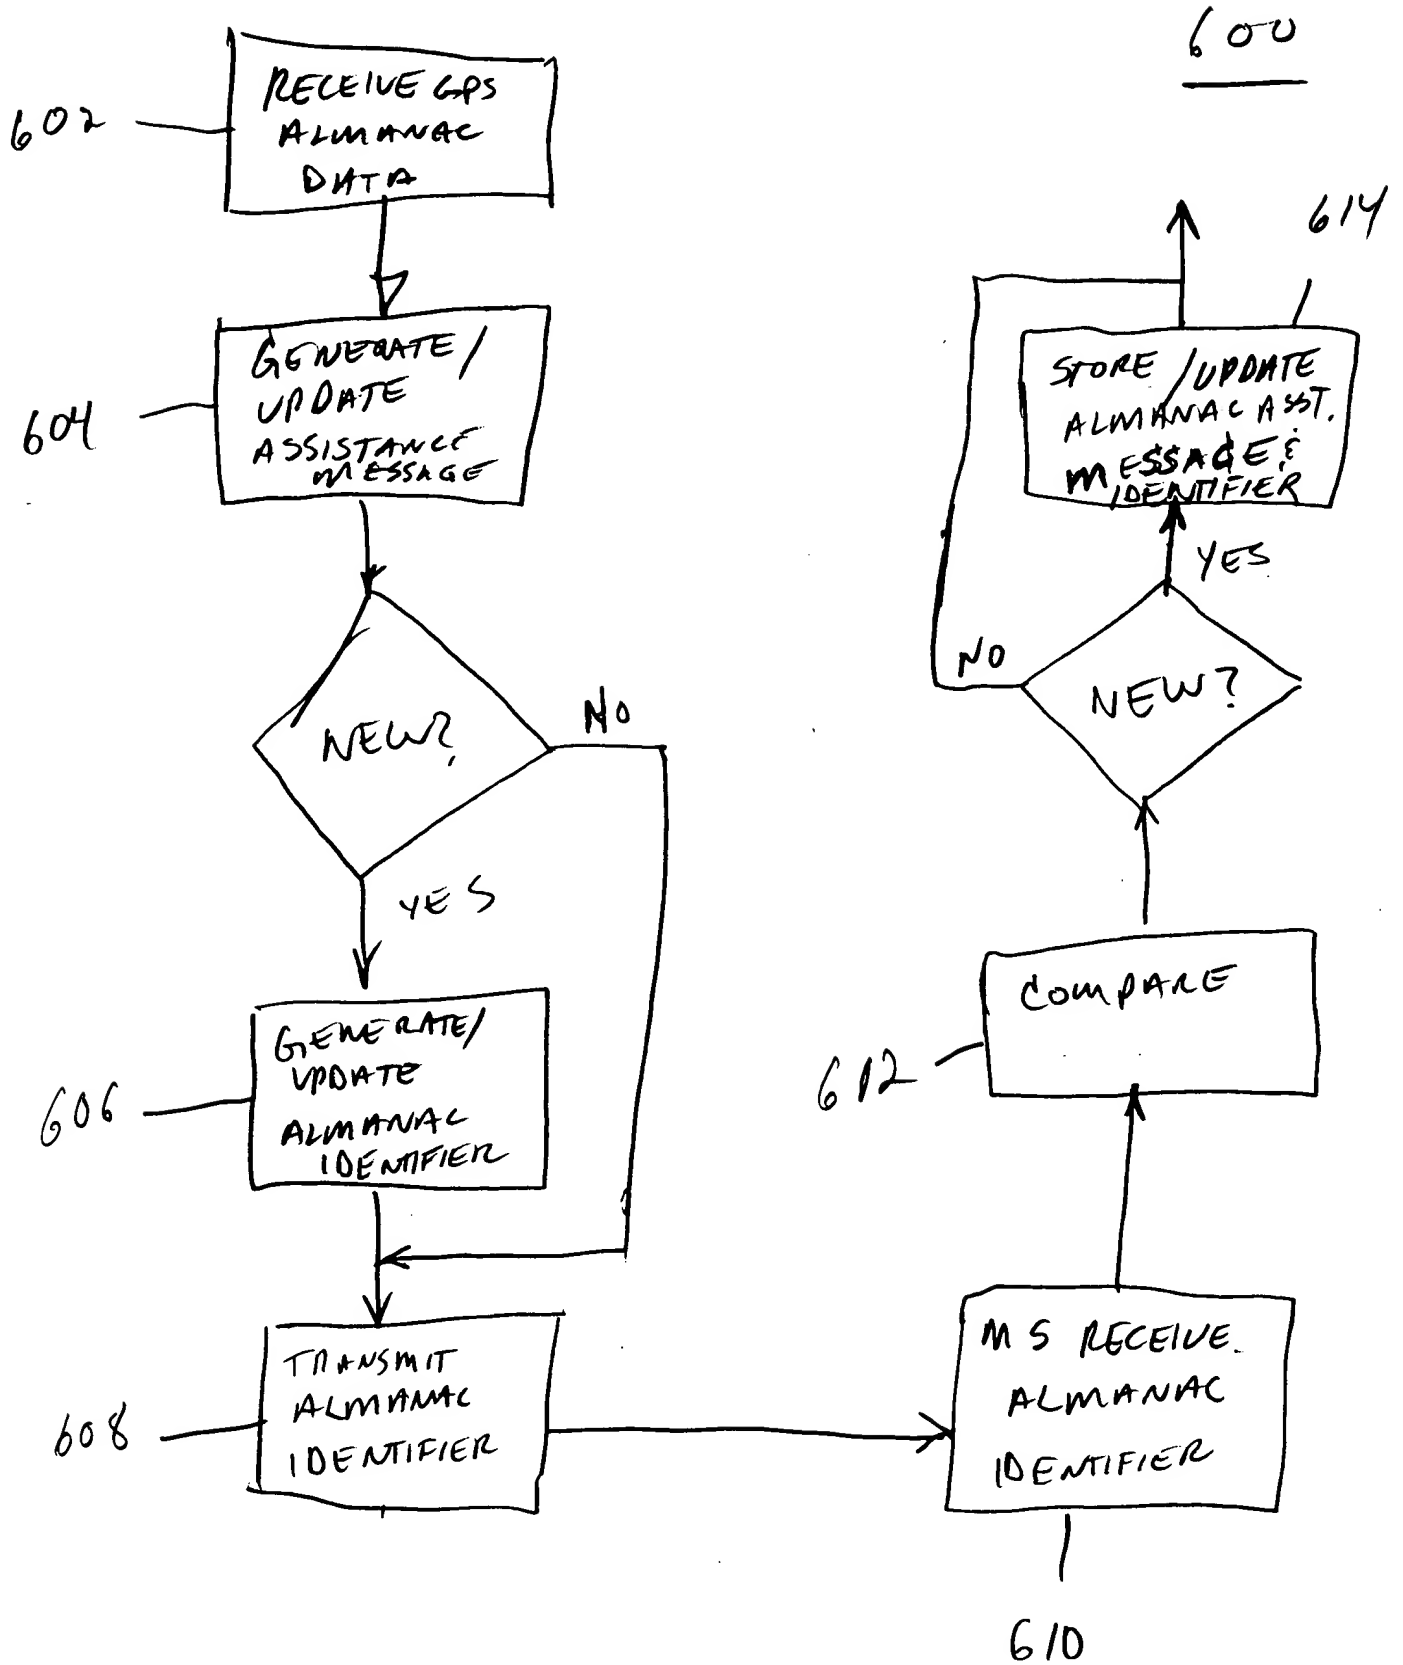 600
602
RECEIVE GPS
ALMANAC
DATA
604
GENERATE/
UPDATE
ASSISTANCE
MESSAGE
NEW?
NO
YES
606
GENERATE/
UPDATE
ALMANAC
IDENTIFIER
608
TRANSMIT
ALMANAC
IDENTIFIER
MS RECEIVE
ALMANAC
IDENTIFIER
610
COMPARE
612
NEW?
NO
YES
614
STORE/UPDATE
ALMANAC ASST.
MESSAGE &
IDENTIFIER